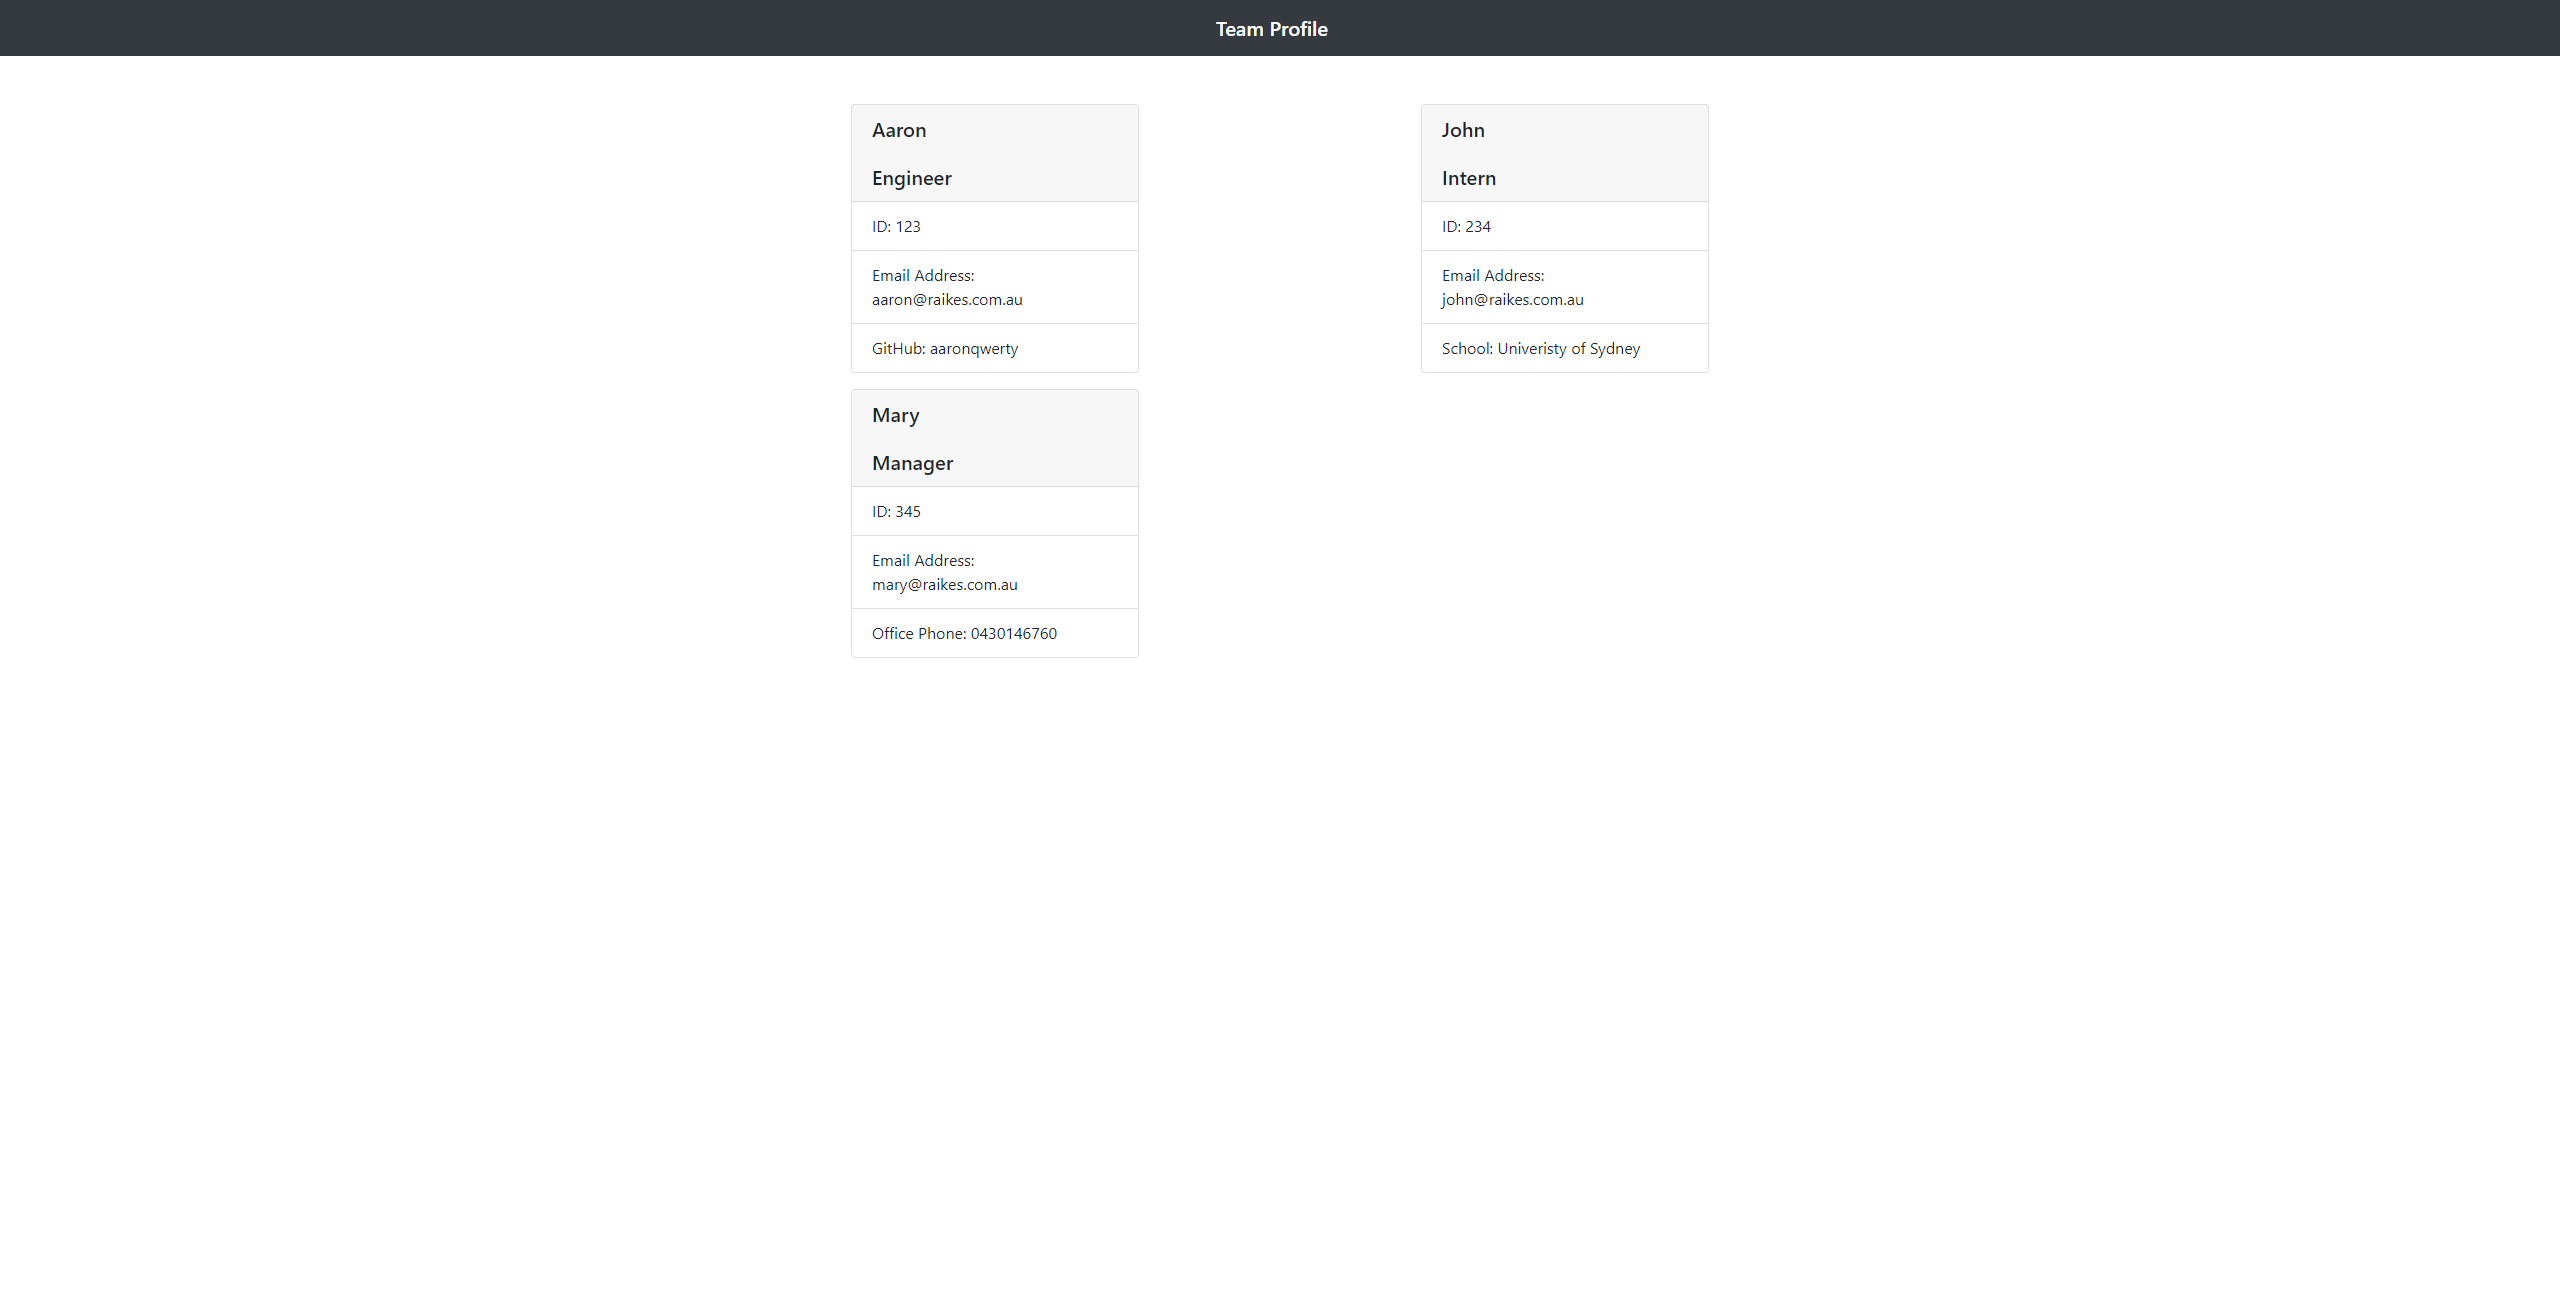 Team Profile
Aaron
Engineer
ID: 123
Email Address:
aaron@raikes.com.au
GitHub: aaronqwerty
John
Intern
ID: 234
Email Address:
john@raikes.com.au
School: Univeristy of Sydney
Mary
Manager
ID: 345
Email Address:
mary@raikes.com.au
Office Phone: 0430146760